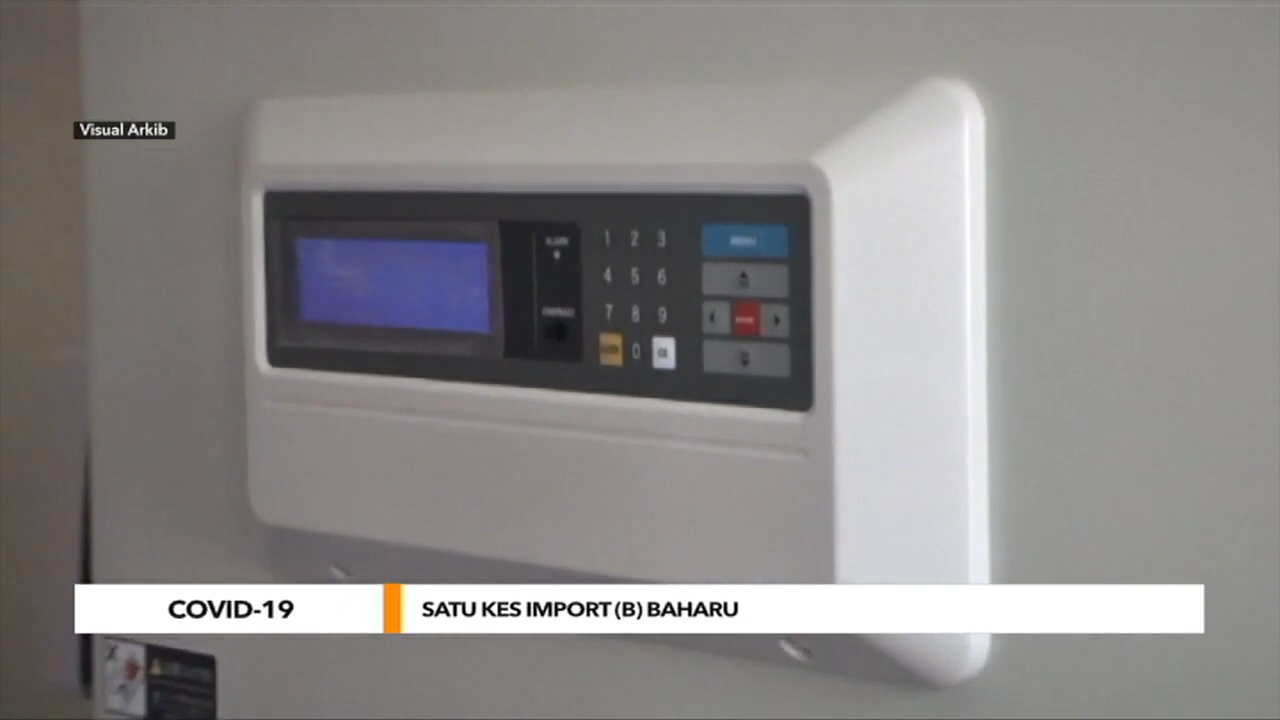 Visual Arkib
ALARM
1 2 3
MENU
4 5 6
7 8 9
0
COVID-19
SATU KES IMPORT (B) BAHARU